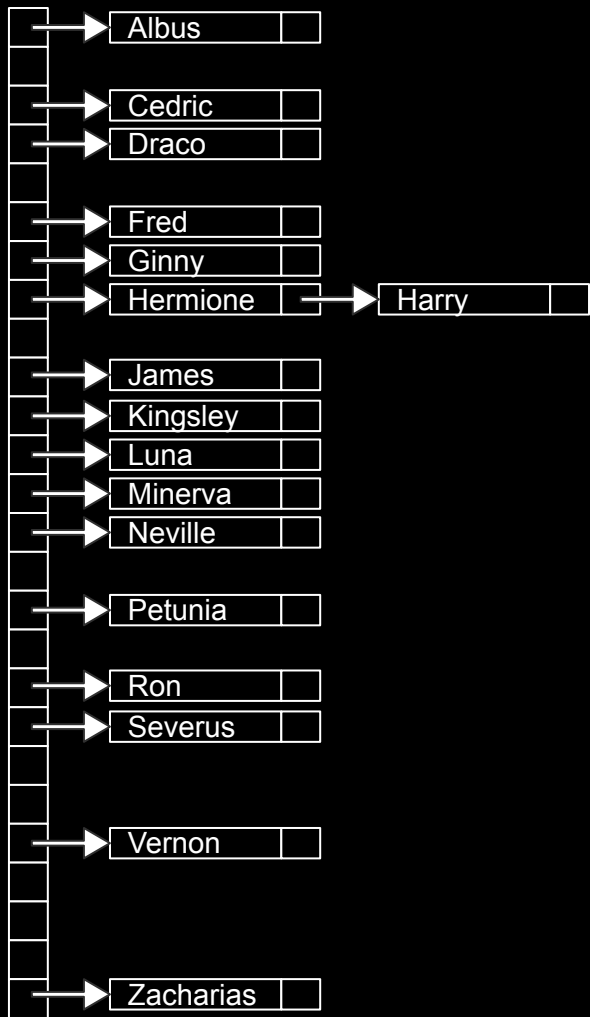 Albus
Cedric
Draco
Fred
Ginny
Hermione Harry
James
Kingsley
Luna
Minerva
Neville
Petunia
Ron
Severus
Vernon
Zacharias